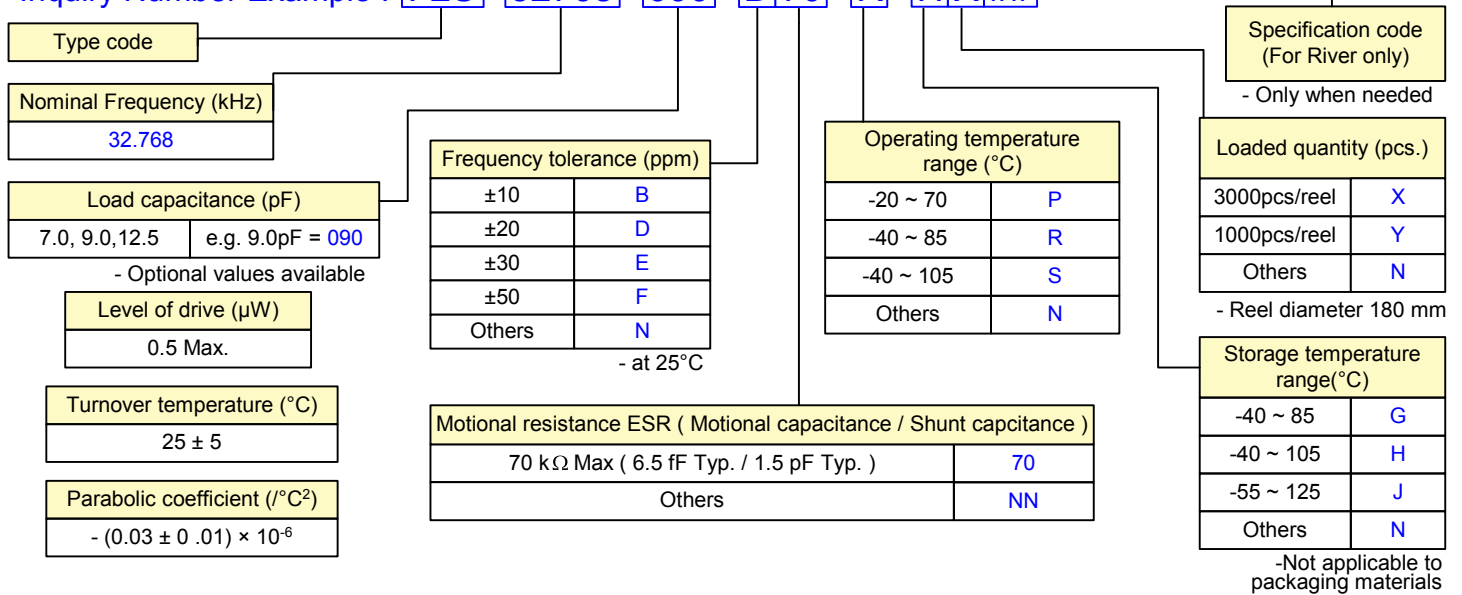 Type code
Nominal Frequency (kHz)
32.768
Load capacitance (pF)
7.0, 9.0,12.5 e.g. 9.0pF = 090
- Optional values available
Level of drive (µW)
0.5 Max.
Turnover temperature (°C)
25 ± 5
Parabolic coefficient (/°C²)
- (0.03 ± 0 .01) × 10⁻⁶
Frequency tolerance (ppm)
±10 B
±20 D
±30 E
±50 F
Others N
- at 25°C
Motional resistance ESR ( Motional capacitance / Shunt capcitance )
70 kΩ Max ( 6.5 fF Typ. / 1.5 pF Typ. ) 70
Others NN
Operating temperature
range (°C)
-20 ~ 70 P
-40 ~ 85 R
-40 ~ 105 S
Others N
Specification code
(For River only)
- Only when needed
Loaded quantity (pcs.)
3000pcs/reel X
1000pcs/reel Y
Others N
- Reel diameter 180 mm
Storage temperature
range(°C)
-40 ~ 85 G
-40 ~ 105 H
-55 ~ 125 J
Others N
-Not applicable to
packaging materials